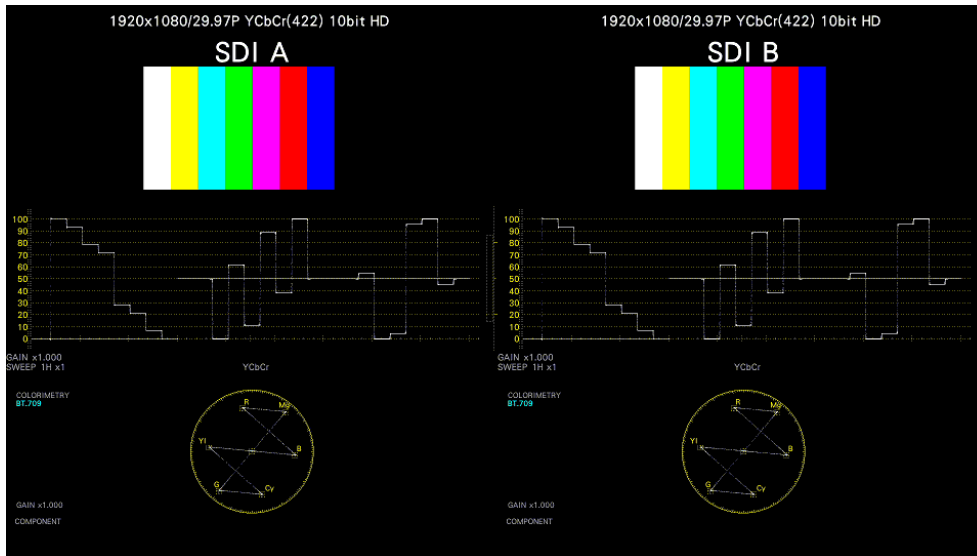 1920x1080/29.97P YCbCr(422) 10bit HD
SDI A
100
90
80
70
60
50
40
30
20
10
0
GAIN x1.000
SWEEP 1H x1
YCbCr
COLORIMETRY
BT.709
R
Mg
Yl
B
G
Cy
GAIN x1.000
COMPONENT
1920x1080/29.97P YCbCr(422) 10bit HD
SDI B
100
90
80
70
60
50
40
30
20
10
0
GAIN x1.000
SWEEP 1H x1
YCbCr
COLORIMETRY
BT.709
R
Mg
Yl
B
G
Cy
GAIN x1.000
COMPONENT